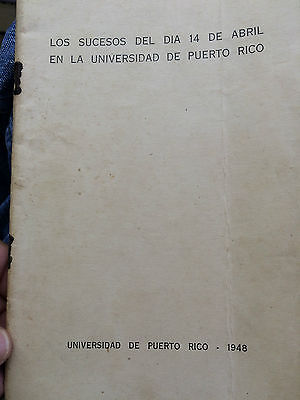 LOS SUCESOS DEL DIA 14 DE ABRIL
EN LA UNIVERSIDAD DE PUERTO RICO
UNIVERSIDAD DE PUERTO RICO - 1948